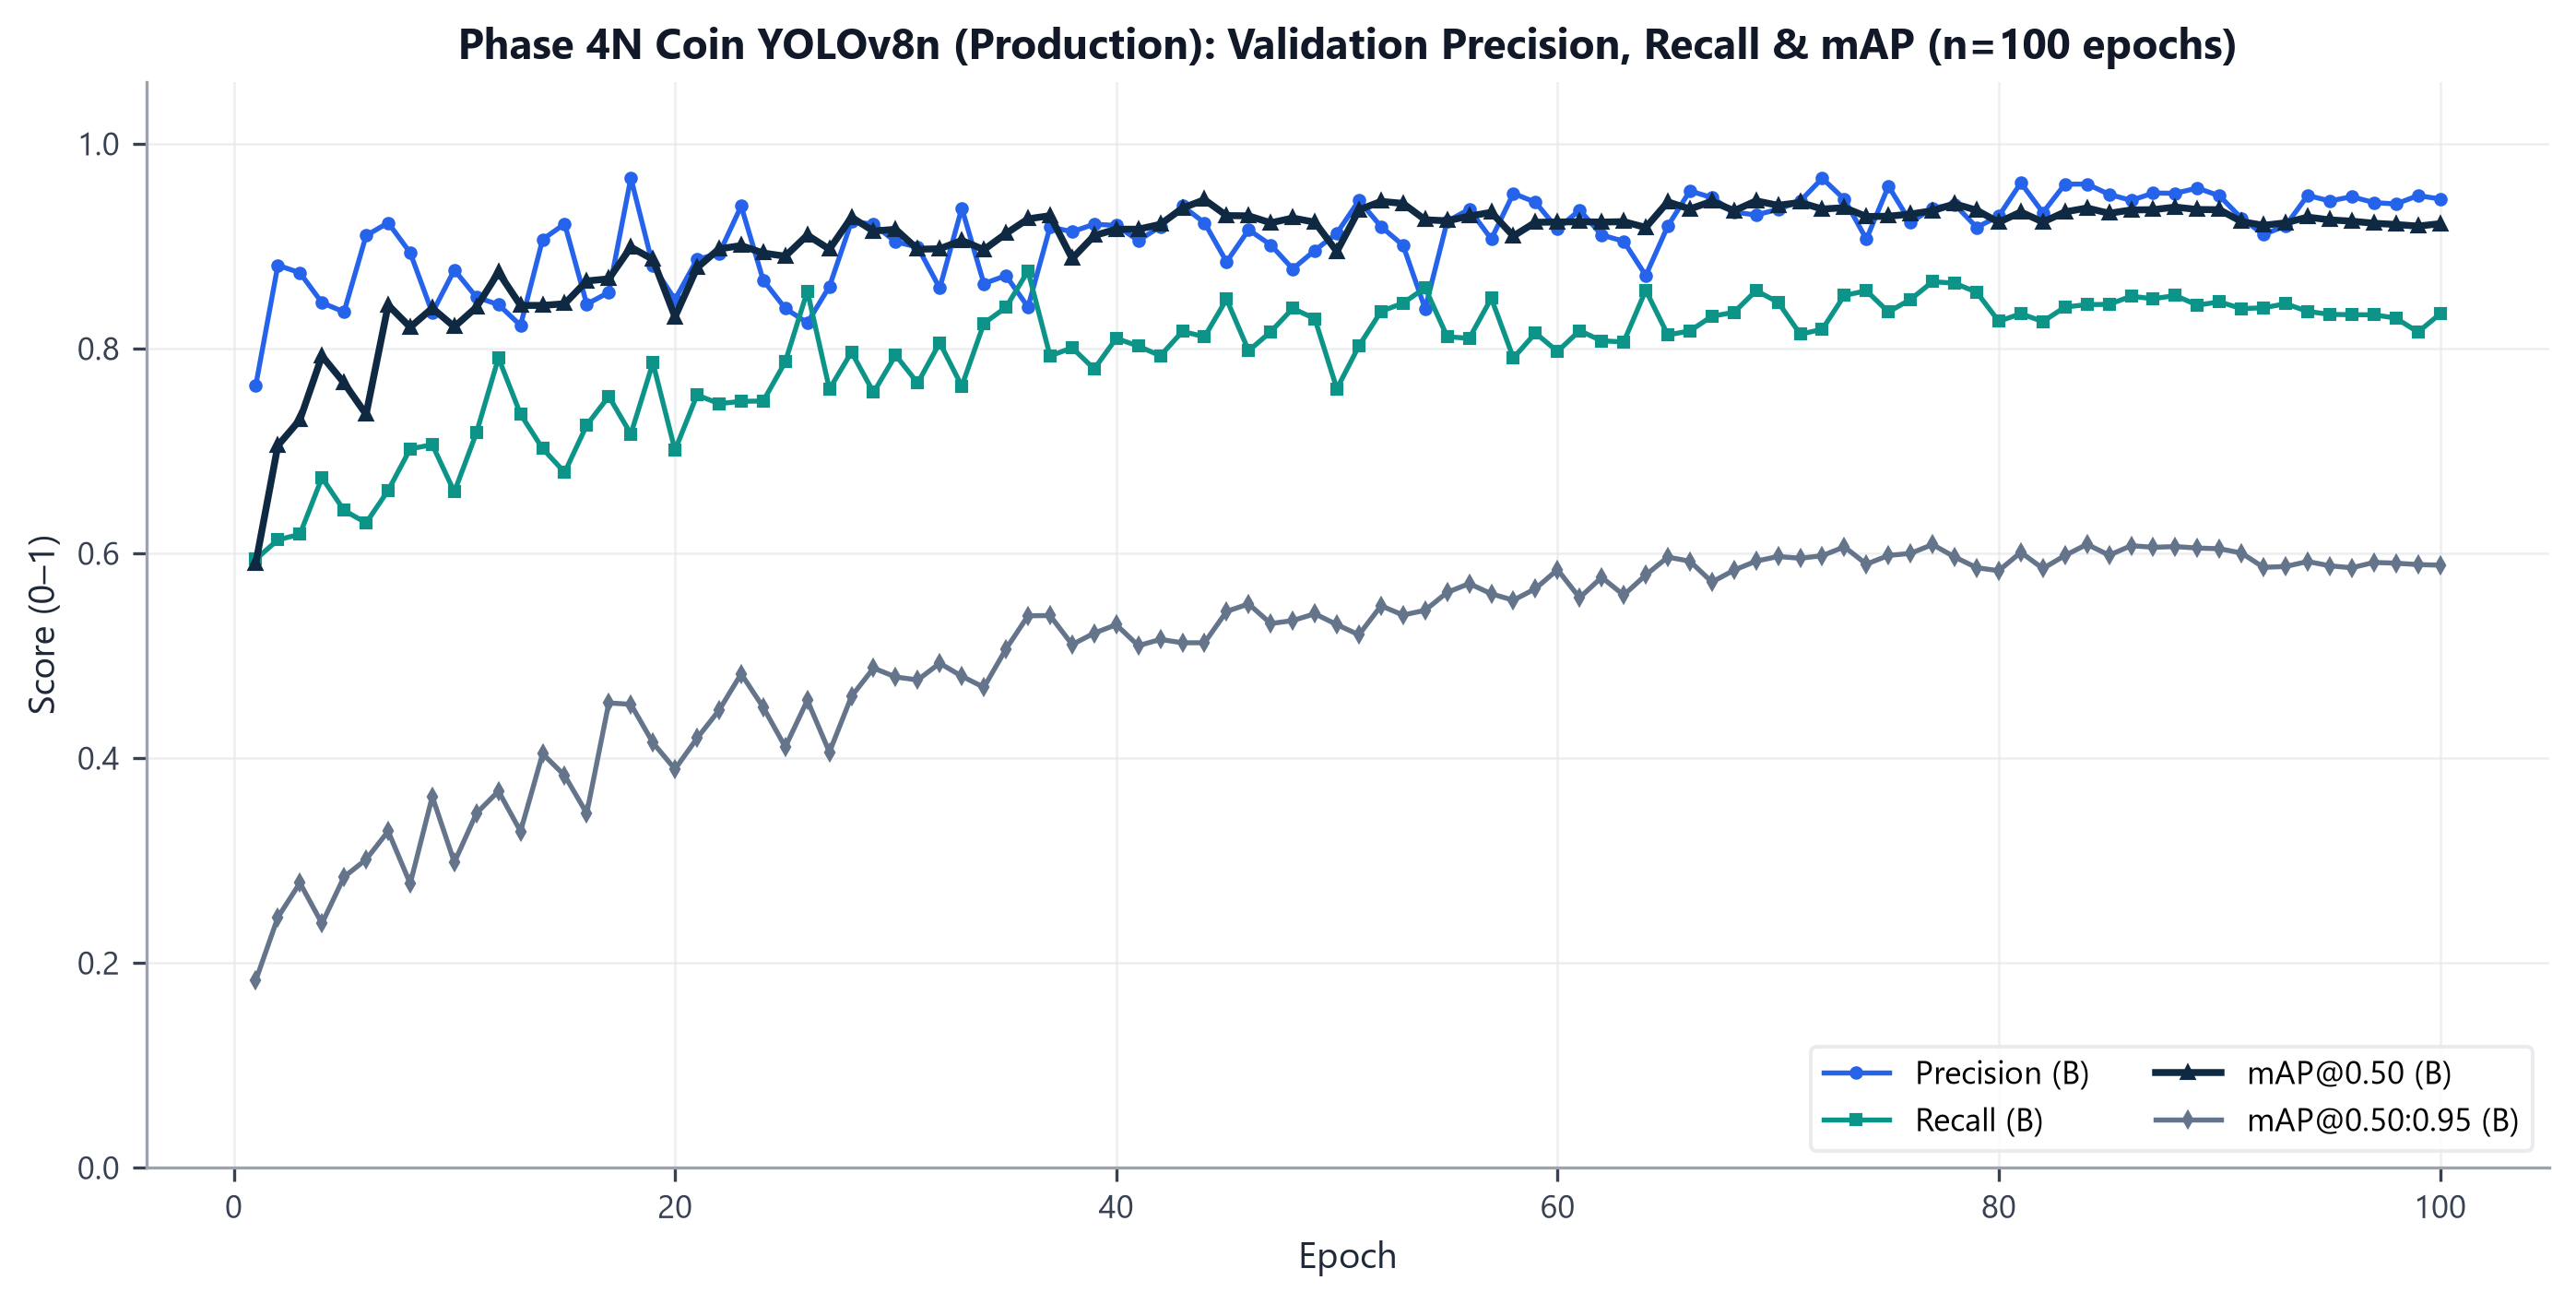 Phase 4N Coin YOLOv8n (Production): Validation Precision, Recall & mAP (n=100 epochs)
Score (0–1)
1.0
0.8
0.6
0.4
0.2
0.0
0 20 40 60 80 100
Epoch
Precision (B)
Recall (B)
mAP@0.50 (B)
mAP@0.50:0.95 (B)